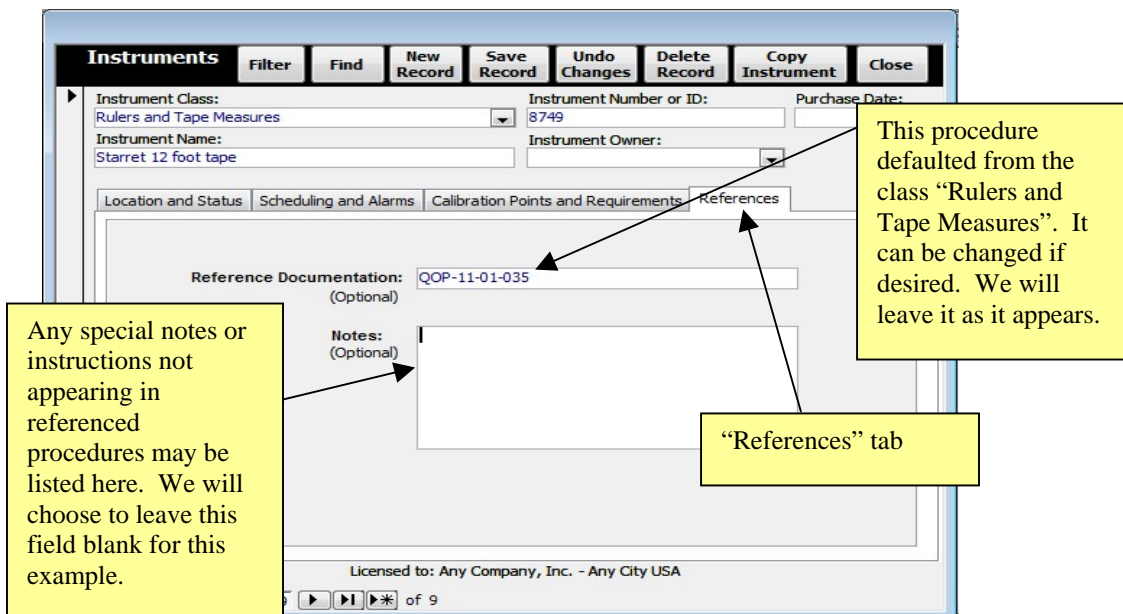 Instruments
Filter
Find
New
Record
Save
Record
Undo
Changes
Delete
Record
Copy
Instrument
Close
Instrument Class:
Instrument Number or ID:
Purchase Date:
Rulers and Tape Measures
8749
Instrument Name:
Instrument Owner:
Starret 12 foot tape
Location and Status
Scheduling and Alarms
Calibration Points and Requirements
References
Reference Documentation:
(Optional)
QOP-11-01-035
Notes:
(Optional)
This procedure
defaulted from the
class “Rulers and
Tape Measures”. It
can be changed if
desired. We will
leave it as it appears.
Any special notes or
instructions not
appearing in
referenced
procedures may be
listed here. We will
choose to leave this
field blank for this
example.
“References” tab
Licensed to: Any Company, Inc. - Any City USA
of 9